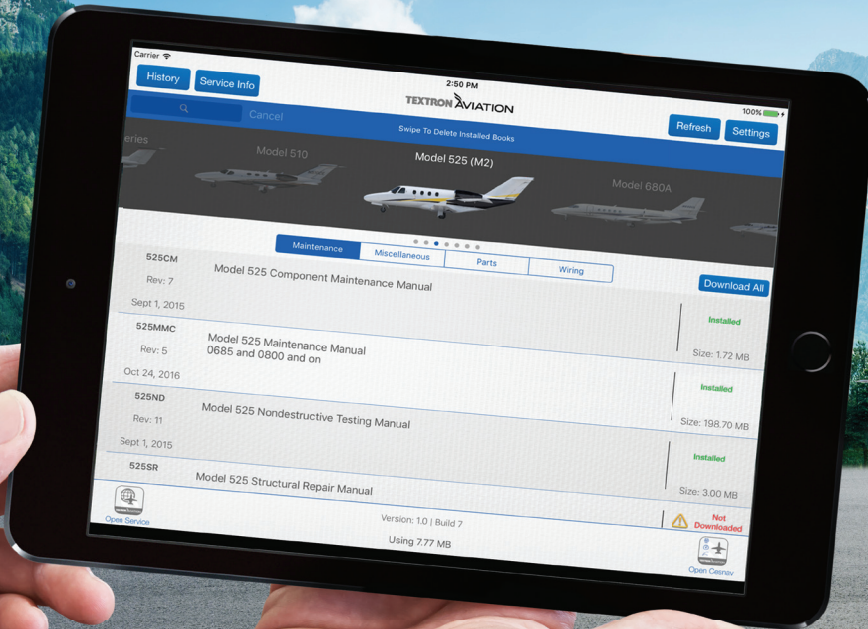 Carrier
2:50 PM
100%
History
Service Info
TEXTRON AVIATION
Refresh
Settings
Cancel
Swipe To Delete Installed Books
eries
Model 510
Model 525 (M2)
Model 680A
Maintenance
Miscellaneous
Parts
Wiring
Download All
525CM
Rev: 7
Sept 1, 2015
Model 525 Component Maintenance Manual
Installed
Size: 1.72 MB
525MMC
Rev: 5
Oct 24, 2016
Model 525 Maintenance Manual
0685 and 0800 and on
Installed
Size: 198.70 MB
525ND
Rev: 11
Sept 1, 2015
Model 525 Nondestructive Testing Manual
Installed
Size: 3.00 MB
525SR
Model 525 Structural Repair Manual
Not
Downloaded
Open Service
Version: 1.0 | Build 7
Using 7.77 MB
Open Cesnav